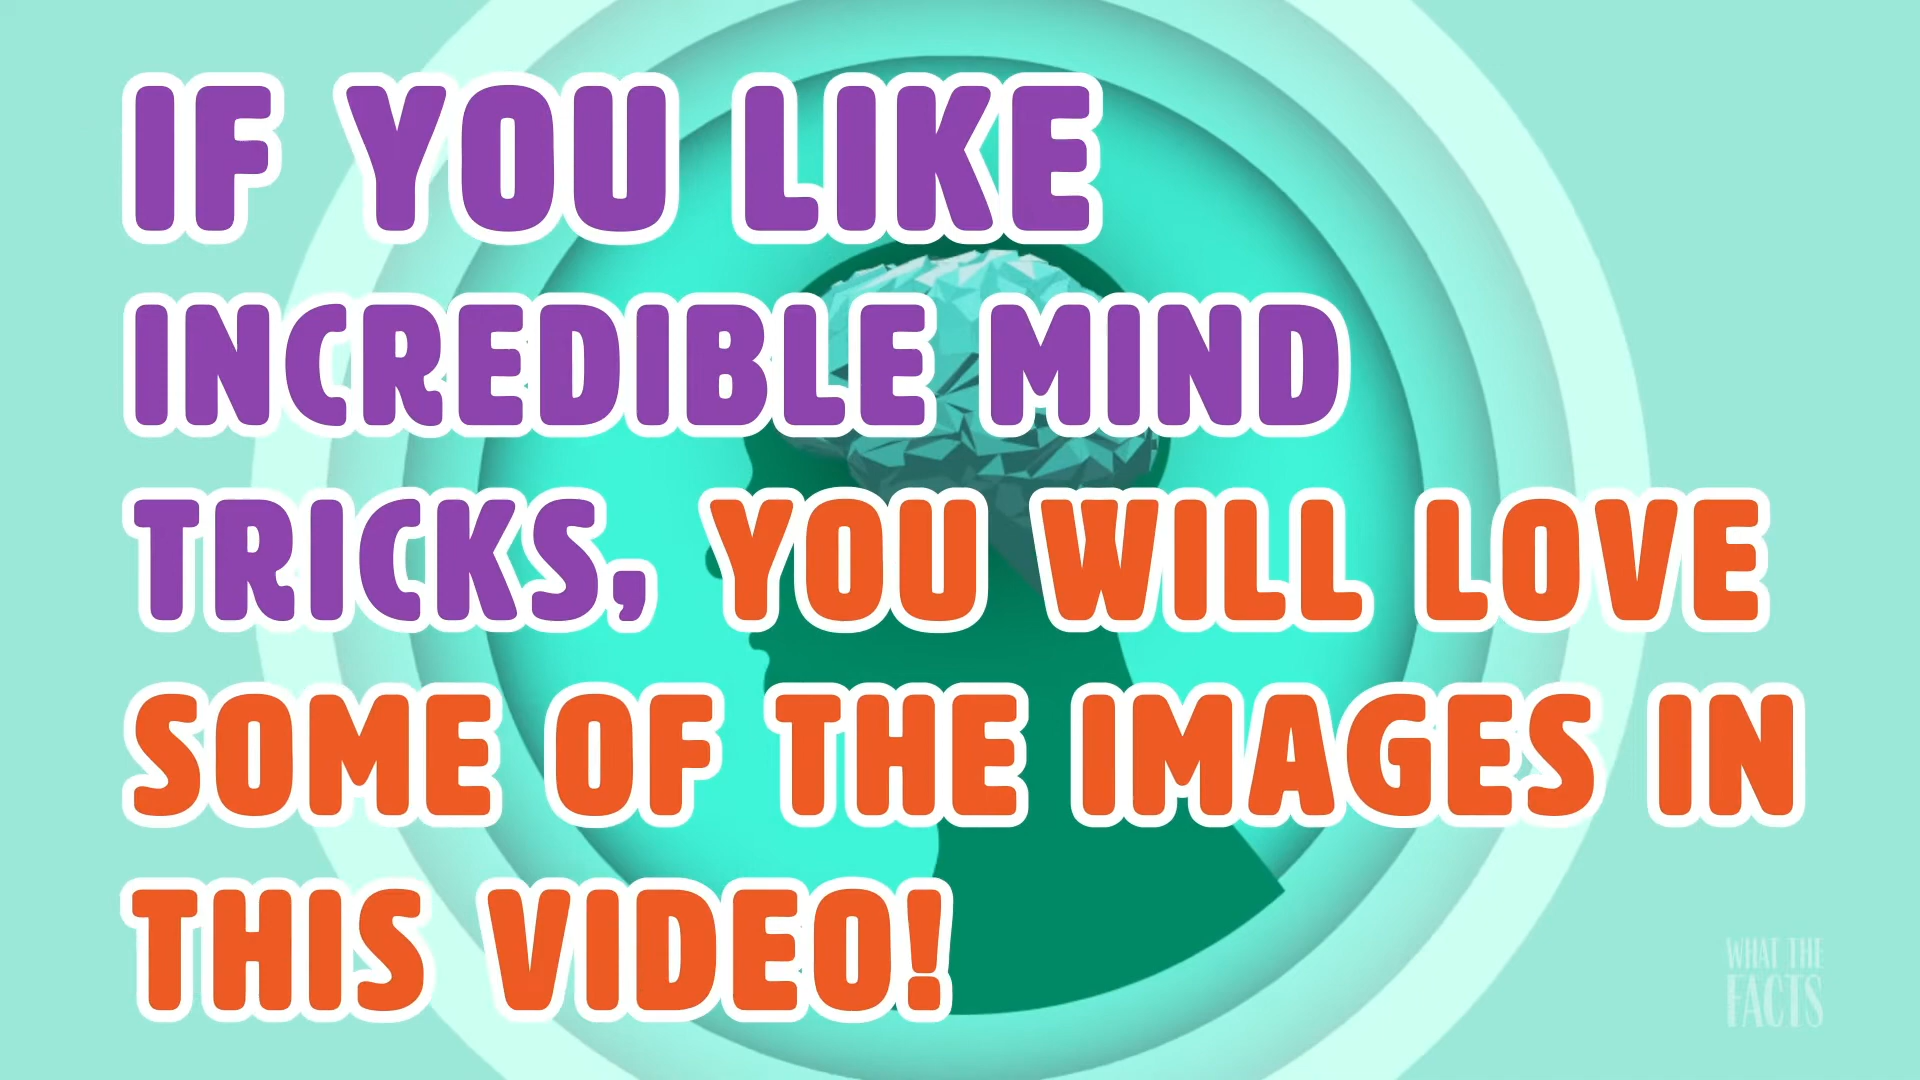 IF YOU LIKE
INCREDIBLE MIND
TRICKS, YOU WILL LOVE
SOME OF THE IMAGES IN
THIS VIDEO!
WHAT THE
FACTS